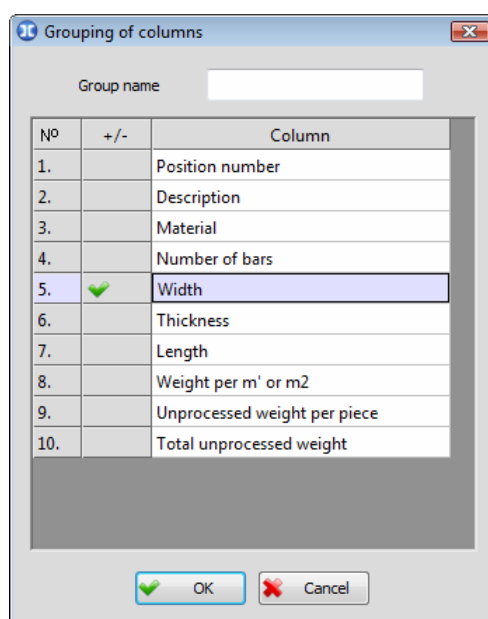 Grouping of columns
Group name
Nº +/- Column
1. Position number
2. Description
3. Material
4. Number of bars
5. Width
6. Thickness
7. Length
8. Weight per m' or m2
9. Unprocessed weight per piece
10. Total unprocessed weight
OK Cancel